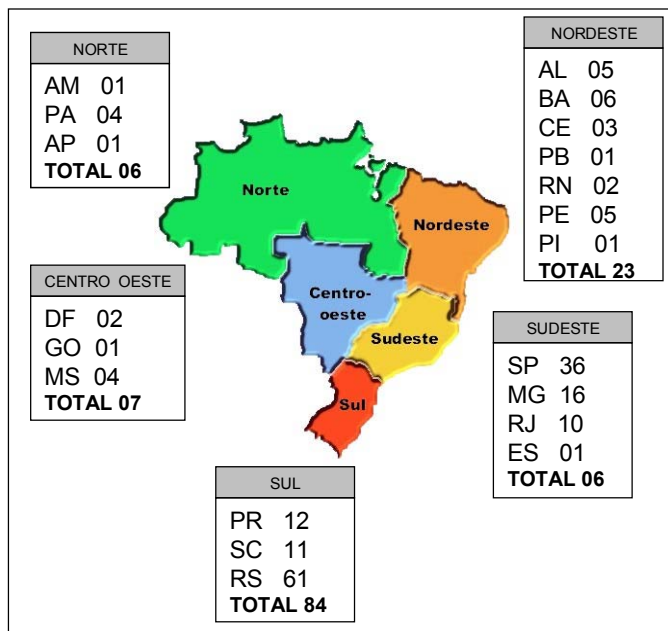 NORTE
AM 01
PA 04
AP 01
TOTAL 06
NORDESTE
AL 05
BA 06
CE 03
PB 01
RN 02
PE 05
PI 01
TOTAL 23
Norte
Nordeste
Centro-
oeste
Sudeste
Sul
CENTRO OESTE
DF 02
GO 01
MS 04
TOTAL 07
SUDESTE
SP 36
MG 16
RJ 10
ES 01
TOTAL 06
SUL
PR 12
SC 11
RS 61
TOTAL 84